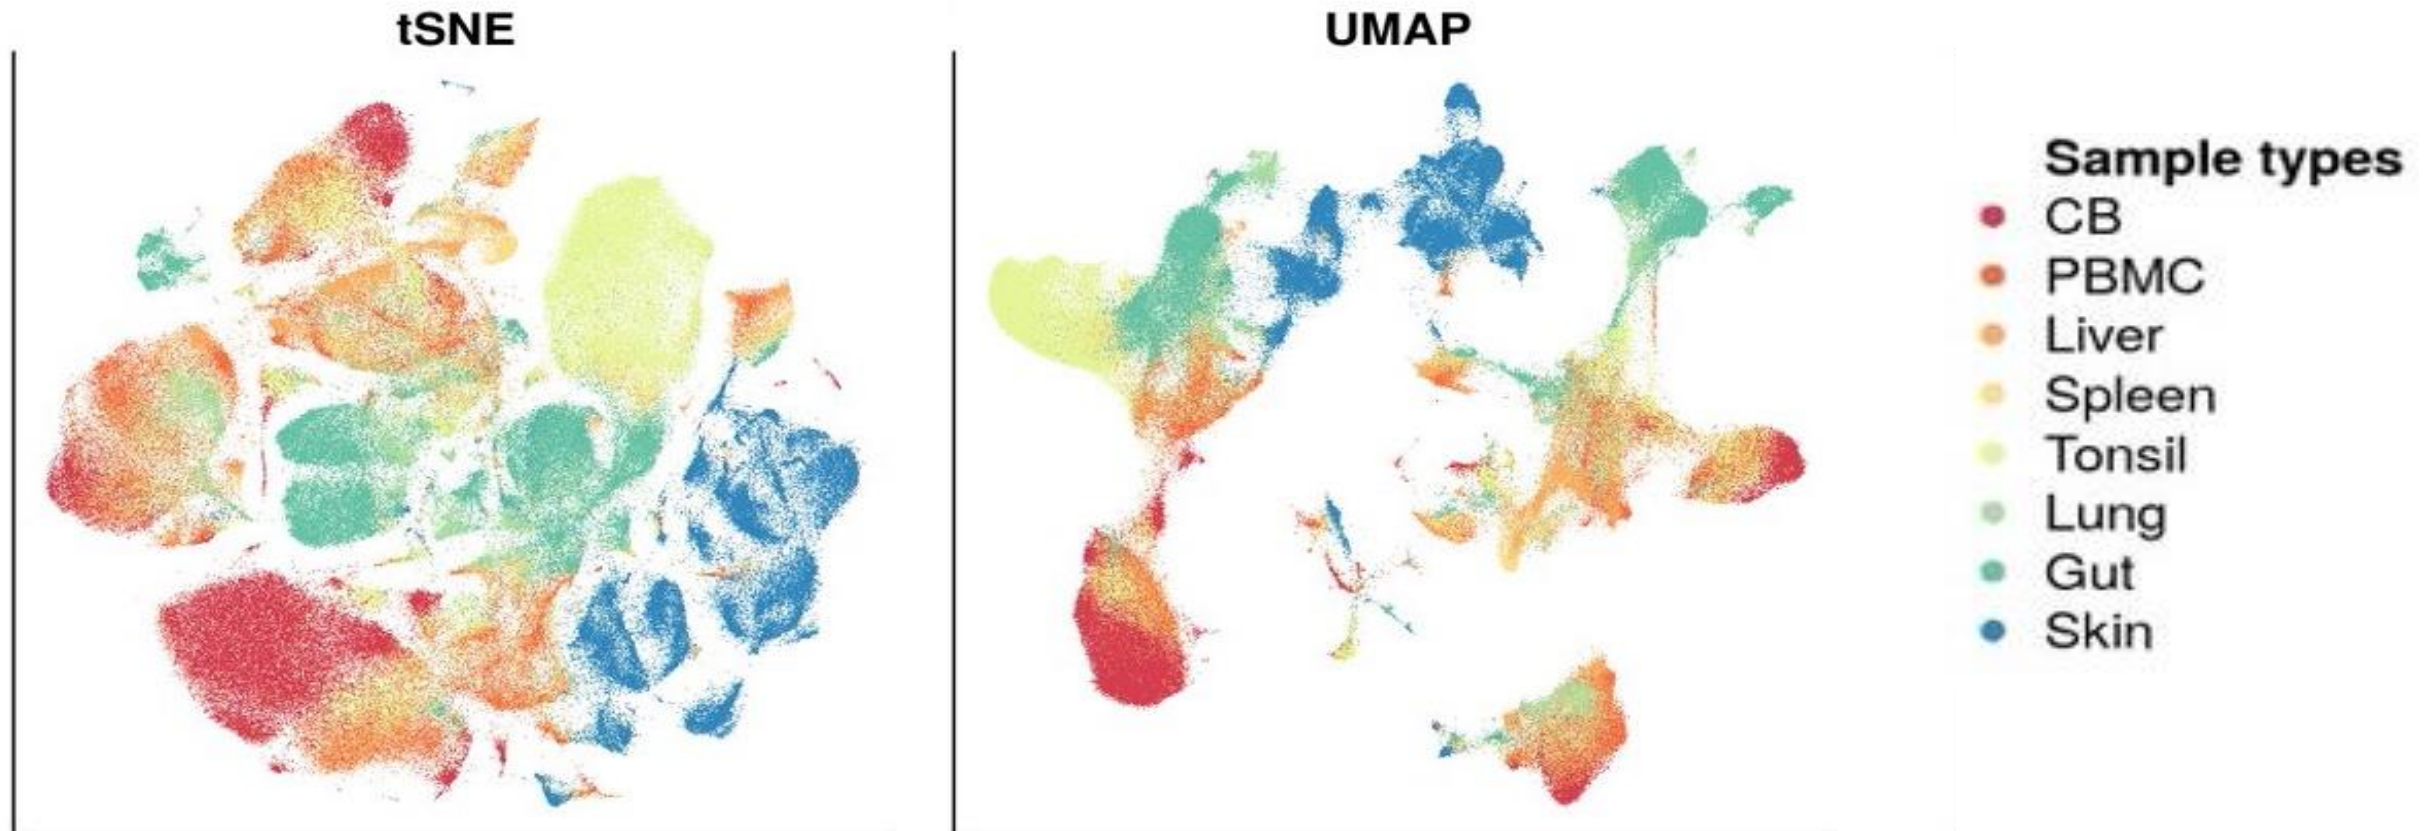 tSNE
UMAP
Sample types
CB
PBMC
Liver
Spleen
Tonsil
Lung
Gut
Skin